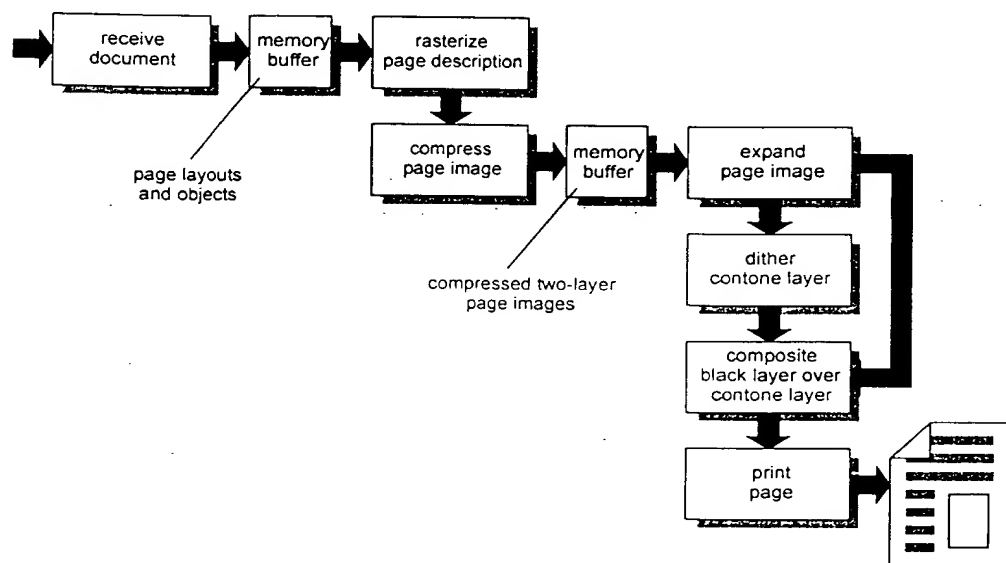 receive
document
memory
buffer
rasterize
page description
compress
page image
memory
buffer
expand
page image
page layouts
and objects
dither
contone layer
compressed two-layer
page images
composite
black layer over
contone layer
print
page